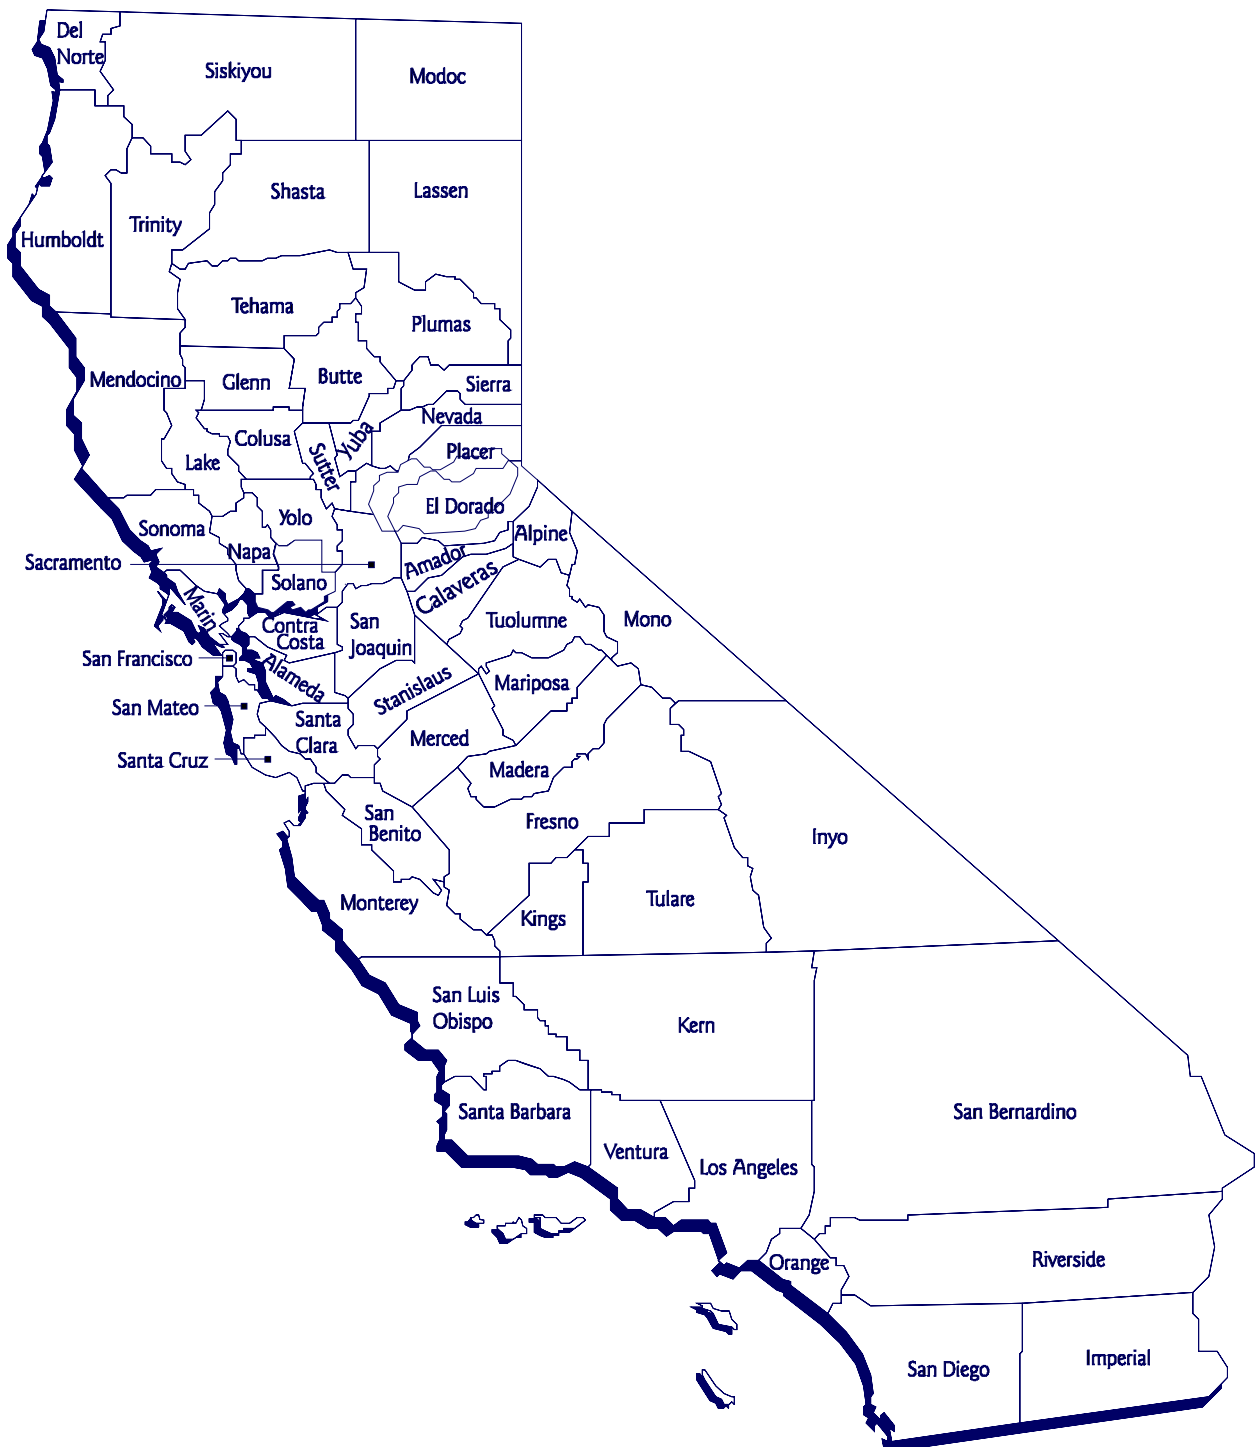 Del
Norte
Siskiyou
Modoc
Shasta
Lassen
Trinity
Humboldt
Tehama
Plumas
Mendocino
Glenn
Butte
Sierra
Nevada
Colusa
Yuba
Sutter
Placer
Lake
El Dorado
Yolo
Sonoma
Alpine
Napa
Sacramento
Amador
Solano
Calaveras
Marin
Contra
Costa
San
Joaquin
Tuolumne
Mono
San Francisco
Alameda
Stanislaus
Mariposa
San Mateo
Santa
Clara
Merced
Santa Cruz
Madera
San
Benito
Fresno
Inyo
Monterey
Kings
Tulare
San Luis
Obispo
Kern
Santa Barbara
San Bernardino
Ventura
Los Angeles
Orange
Riverside
San Diego
Imperial